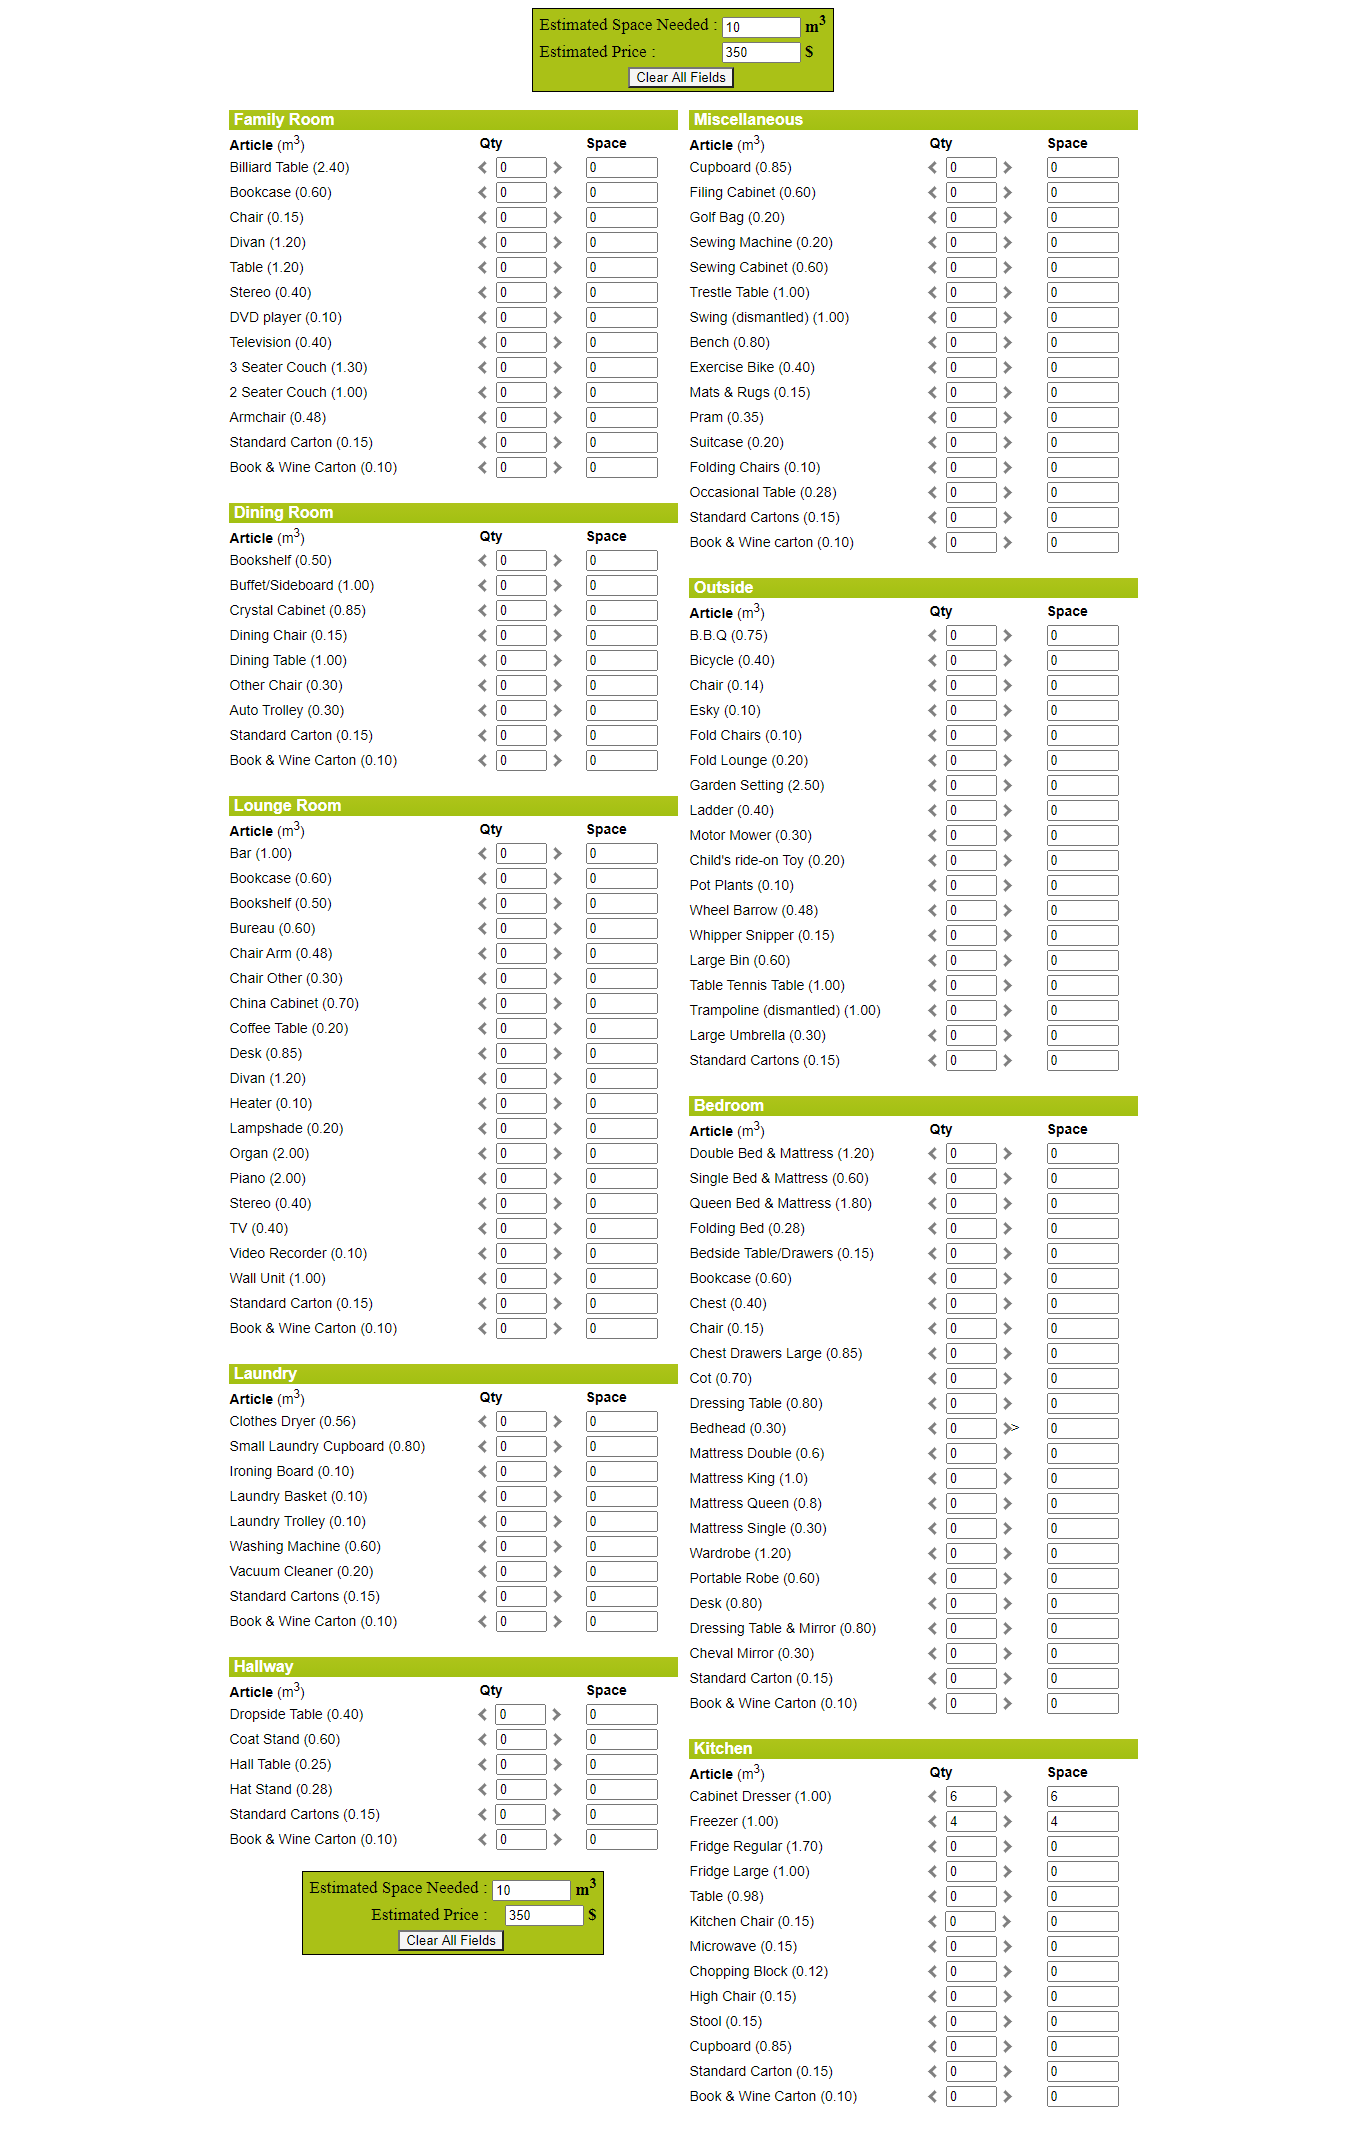 Estimated Space Needed : 10 m3
Estimated Price : 350 $
Clear All Fields
Family Room
Article (m3) Qty Space
Billiard Table (2.40) 0 0
Bookcase (0.60) 0 0
Chair (0.15) 0 0
Divan (1.20) 0 0
Table (1.20) 0 0
Stereo (0.40) 0 0
DVD player (0.10) 0 0
Television (0.40) 0 0
3 Seater Couch (1.30) 0 0
2 Seater Couch (1.00) 0 0
Armchair (0.48) 0 0
Standard Carton (0.15) 0 0
Book & Wine Carton (0.10) 0 0
Dining Room
Article (m3) Qty Space
Bookshelf (0.50) 0 0
Buffet/Sideboard (1.00) 0 0
Crystal Cabinet (0.85) 0 0
Dining Chair (0.15) 0 0
Dining Table (1.00) 0 0
Other Chair (0.30) 0 0
Auto Trolley (0.30) 0 0
Standard Carton (0.15) 0 0
Book & Wine Carton (0.10) 0 0
Lounge Room
Article (m3) Qty Space
Bar (1.00) 0 0
Bookcase (0.60) 0 0
Bookshelf (0.50) 0 0
Bureau (0.60) 0 0
Chair Arm (0.48) 0 0
Chair Other (0.30) 0 0
China Cabinet (0.70) 0 0
Coffee Table (0.20) 0 0
Desk (0.85) 0 0
Divan (1.20) 0 0
Heater (0.10) 0 0
Lampshade (0.20) 0 0
Organ (2.00) 0 0
Piano (2.00) 0 0
Stereo (0.40) 0 0
TV (0.40) 0 0
Video Recorder (0.10) 0 0
Wall Unit (1.00) 0 0
Standard Carton (0.15) 0 0
Book & Wine Carton (0.10) 0 0
Laundry
Article (m3) Qty Space
Clothes Dryer (0.56) 0 0
Small Laundry Cupboard (0.80) 0 0
Ironing Board (0.10) 0 0
Laundry Basket (0.10) 0 0
Laundry Trolley (0.10) 0 0
Washing Machine (0.60) 0 0
Vacuum Cleaner (0.20) 0 0
Standard Cartons (0.15) 0 0
Book & Wine Carton (0.10) 0 0
Hallway
Article (m3) Qty Space
Dropside Table (0.40) 0 0
Coat Stand (0.60) 0 0
Hall Table (0.25) 0 0
Hat Stand (0.28) 0 0
Standard Cartons (0.15) 0 0
Book & Wine Carton (0.10) 0 0
Estimated Space Needed : 10 m3
Estimated Price : 350 $
Clear All Fields
Miscellaneous
Article (m3) Qty Space
Cupboard (0.85) 0 0
Filing Cabinet (0.60) 0 0
Golf Bag (0.20) 0 0
Sewing Machine (0.20) 0 0
Sewing Cabinet (0.60) 0 0
Trestle Table (1.00) 0 0
Swing (dismantled) (1.00) 0 0
Bench (0.80) 0 0
Exercise Bike (0.40) 0 0
Mats & Rugs (0.15) 0 0
Pram (0.35) 0 0
Suitcase (0.20) 0 0
Folding Chairs (0.10) 0 0
Occasional Table (0.28) 0 0
Standard Cartons (0.15) 0 0
Book & Wine carton (0.10) 0 0
Outside
Article (m3) Qty Space
B.B.Q (0.75) 0 0
Bicycle (0.40) 0 0
Chair (0.14) 0 0
Esky (0.10) 0 0
Fold Chairs (0.10) 0 0
Fold Lounge (0.20) 0 0
Garden Setting (2.50) 0 0
Ladder (0.40) 0 0
Motor Mower (0.30) 0 0
Child's ride-on Toy (0.20) 0 0
Pot Plants (0.10) 0 0
Wheel Barrow (0.48) 0 0
Whipper Snipper (0.15) 0 0
Large Bin (0.60) 0 0
Table Tennis Table (1.00) 0 0
Trampoline (dismantled) (1.00) 0 0
Large Umbrella (0.30) 0 0
Standard Cartons (0.15) 0 0
Bedroom
Article (m3) Qty Space
Double Bed & Mattress (1.20) 0 0
Single Bed & Mattress (0.60) 0 0
Queen Bed & Mattress (1.80) 0 0
Folding Bed (0.28) 0 0
Bedside Table/Drawers (0.15) 0 0
Bookcase (0.60) 0 0
Chest (0.40) 0 0
Chair (0.15) 0 0
Chest Drawers Large (0.85) 0 0
Cot (0.70) 0 0
Dressing Table (0.80) 0 0
Bedhead (0.30) 0 > 0
Mattress Double (0.6) 0 0
Mattress King (1.0) 0 0
Mattress Queen (0.8) 0 0
Mattress Single (0.30) 0 0
Wardrobe (1.20) 0 0
Portable Robe (0.60) 0 0
Desk (0.80) 0 0
Dressing Table & Mirror (0.80) 0 0
Cheval Mirror (0.30) 0 0
Standard Carton (0.15) 0 0
Book & Wine Carton (0.10) 0 0
Kitchen
Article (m3) Qty Space
Cabinet Dresser (1.00) 6 6
Freezer (1.00) 4 4
Fridge Regular (1.70) 0 0
Fridge Large (1.00) 0 0
Table (0.98) 0 0
Kitchen Chair (0.15) 0 0
Microwave (0.15) 0 0
Chopping Block (0.12) 0 0
High Chair (0.15) 0 0
Stool (0.15) 0 0
Cupboard (0.85) 0 0
Standard Carton (0.15) 0 0
Book & Wine Carton (0.10) 0 0